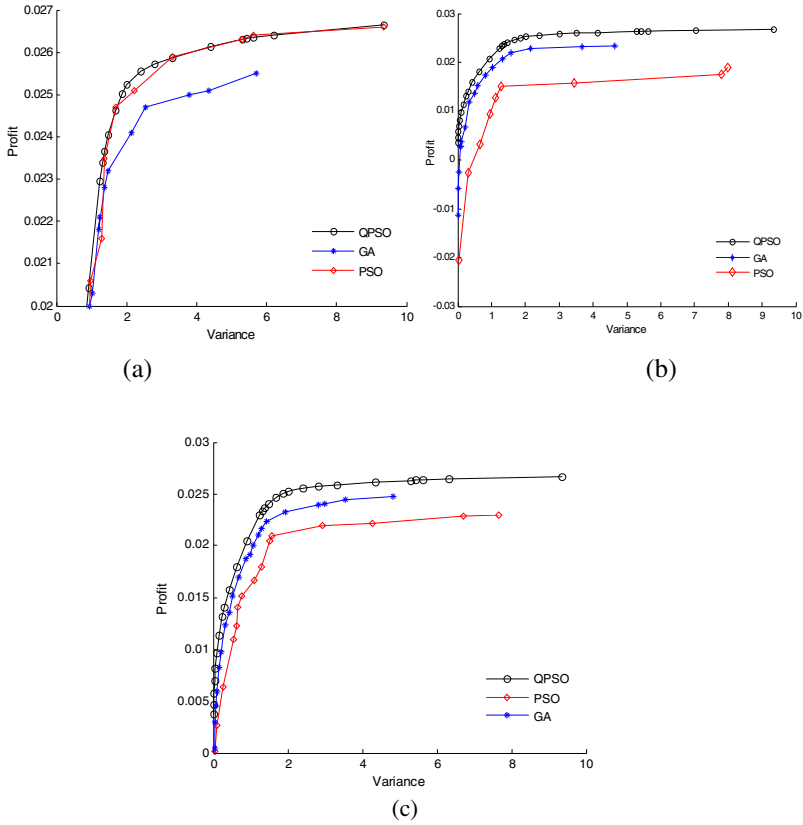 0.027
0.026
0.025
0.024
0.023
0.022
0.021
0.02
Profit
0 2 4 6 8 10
Variance
QPSO
GA
PSO
(a)
0.03
0.02
0.01
0
-0.01
-0.02
-0.03
Profit
0 1 2 3 4 5 6 7 8 9 10
Variance
QPSO
GA
PSO
(b)
0.03
0.025
0.02
0.015
0.01
0.005
0
Profit
0 2 4 6 8 10
Variance
QPSO
PSO
GA
(c)